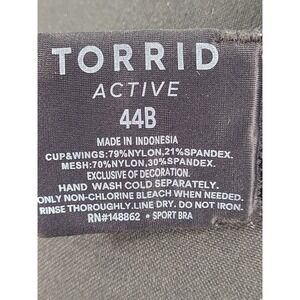 TORRID
ACTIVE
44B
MADE IN INDONESIA
CUP&WINGS:79%NYLON,21%SPANDEX.
MESH:70%NYLON,30%SPANDEX.
EXCLUSIVE OF DECORATION.
HAND WASH COLD SEPARATELY.
ONLY NON-CHLORINE BLEACH WHEN NEEDED.
RINSE THOROUGHLY.LINE DRY. DO NOT IRON.
RN#148862 • SPORT BRA